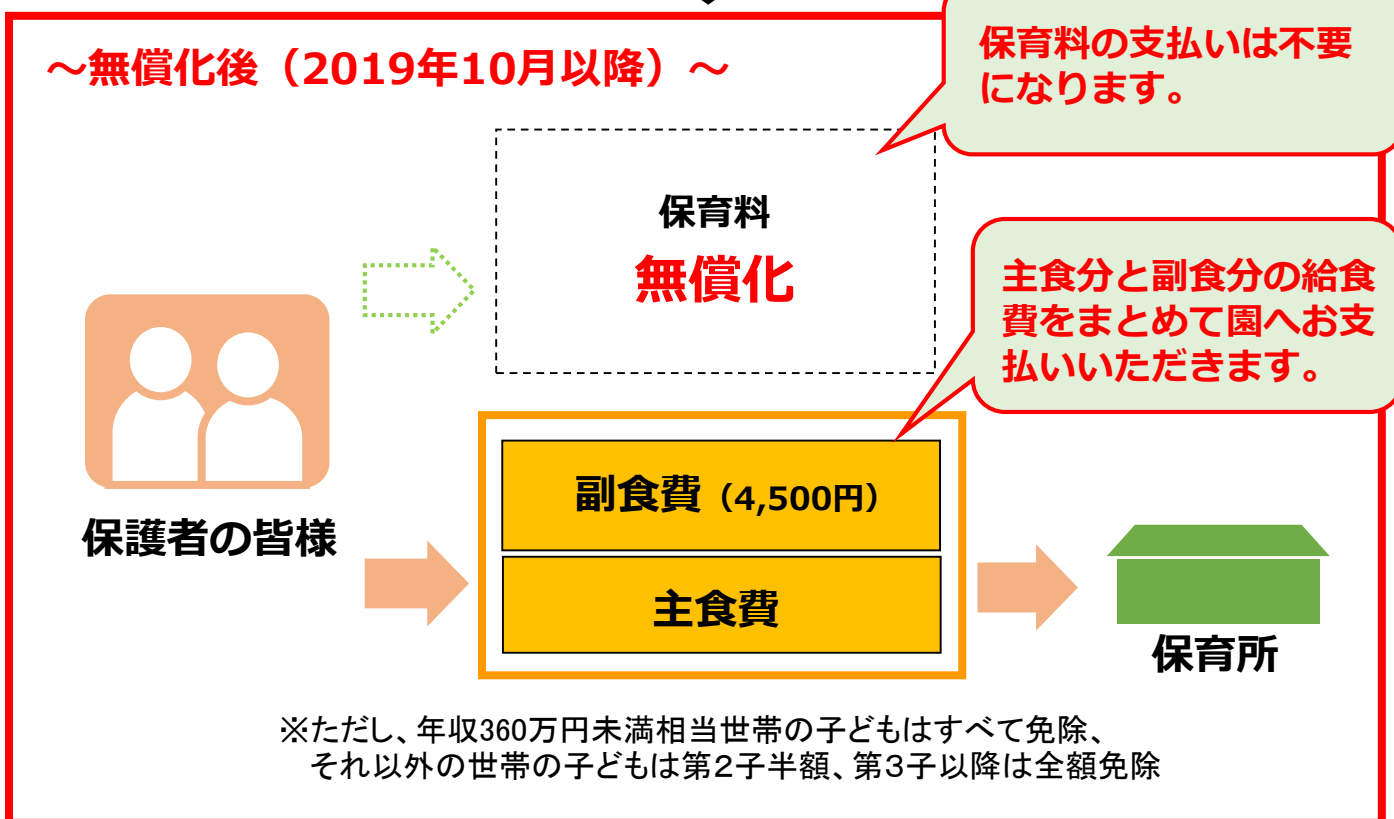 ～無償化後（2019年10月以降）～
保育料の支払いは不要
になります。
保育料
無償化
主食分と副食分の給食
費をまとめて園へお支
払いいただきます。
保護者の皆様
副食費（4,500円）
主食費
保育所
※ただし、年収360万円未満相当世帯の子どもはすべて免除、
それ以外の世帯の子どもは第２子半額、第３子以降は全額免除